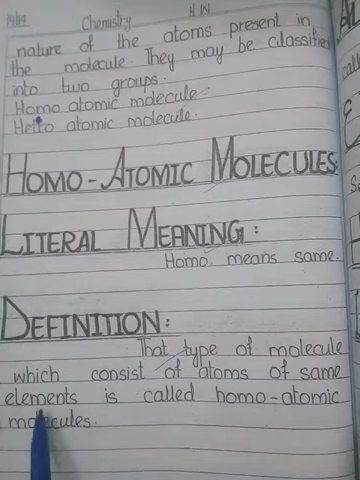 Chemistry H.W
nature of the atoms present in
the molecule. They may be classified
into two groups.
Homo atomic molecule.
Hetro atomic molecule.
HOMO-ATOMIC MOLECULES:
LITERAL MEANING:
Homo means same.
DEFINITION:
That type of molecule
which consist of atoms of same
elements is called homo-atomic
molecules.